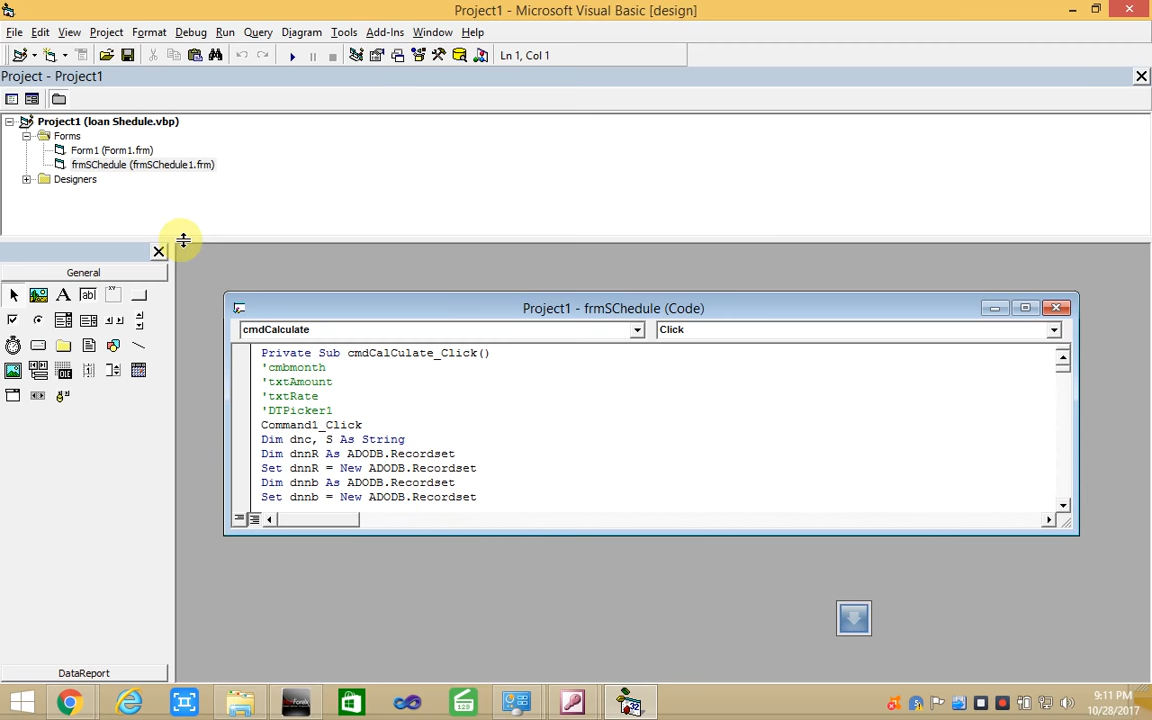 Project1 - Microsoft Visual Basic [design]
File Edit View Project Format Debug Run Query Diagram Tools Add-Ins Window Help
Ln 1, Col 1
Project - Project1
Project1 (loan Shedule.vbp)
Forms
Form1 (Form1.frm)
frmSChedule (frmSChedule1.frm)
Designers
General
Project1 - frmSChedule (Code)
cmdCalculate Click
Private Sub cmdCalCulate_Click()
'cmbmonth
'txtAmount
'txtRate
'DTPicker1
Command1_Click
Dim dnc, S As String
Dim dnnR As ADODB.Recordset
Set dnnR = New ADODB.Recordset
Dim dnnb As ADODB.Recordset
Set dnnb = New ADODB.Recordset
DataReport
9:11 PM
10/28/2017